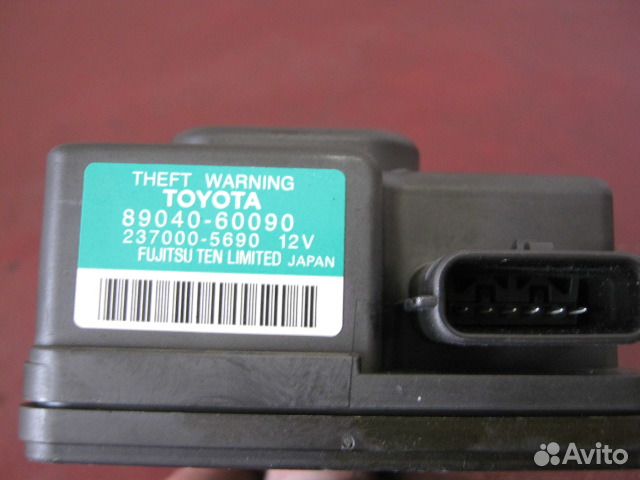 THEFT WARNING
TOYOTA
89040-60090
237000-5690 12V
FUJITSU TEN LIMITED JAPAN
Avito